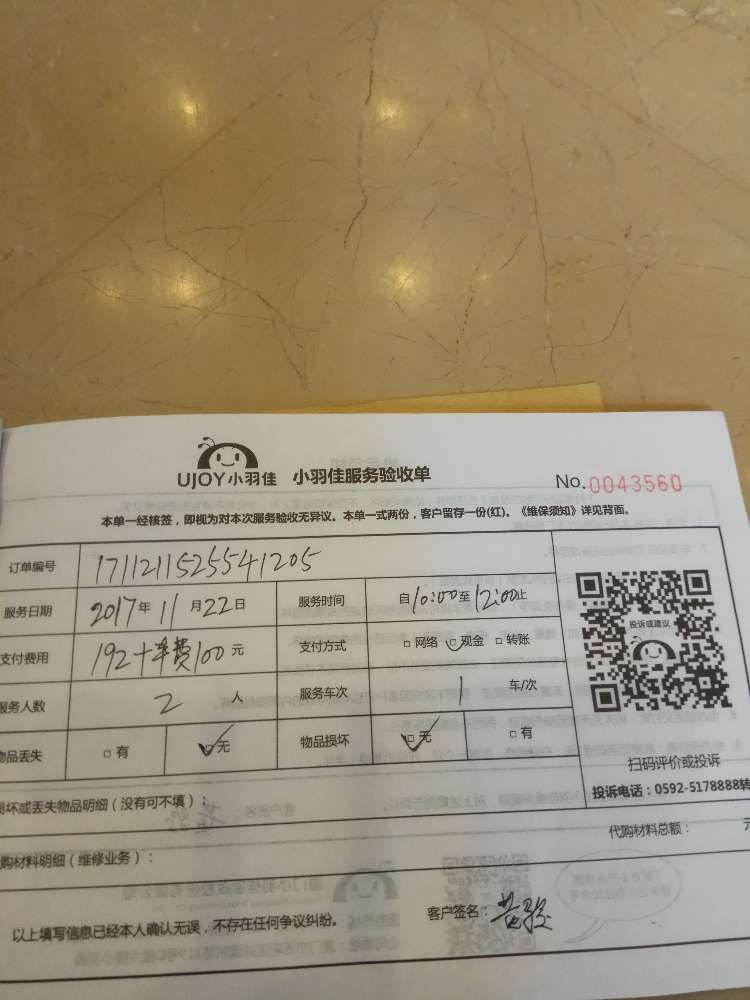 UJOY小羽佳 小羽佳服务验收单 No.0043560
本单一经核签，即视为对本次服务验收无异议。本单一式两份，客户留存一份(红)。《维保须知》详见背面。
订单编号 1711211525541205
服务日期 2017年11月22日 服务时间 自10:00至12:00止
支付费用 192+车费100元 支付方式 □网络 □现金 □转账
服务人数 2 人 服务车次 1 车/次
物品丢失 □有 □无 物品损坏 □无 □有
投诉或建议
扫码评价或投诉
投诉电话：0592-5178888转
损坏或丢失物品明细（没有可不填）：
代购材料总额： 元
购材料明细（维修业务）：
以上填写信息已经本人确认无误，不存在任何争议纠纷。 客户签名：